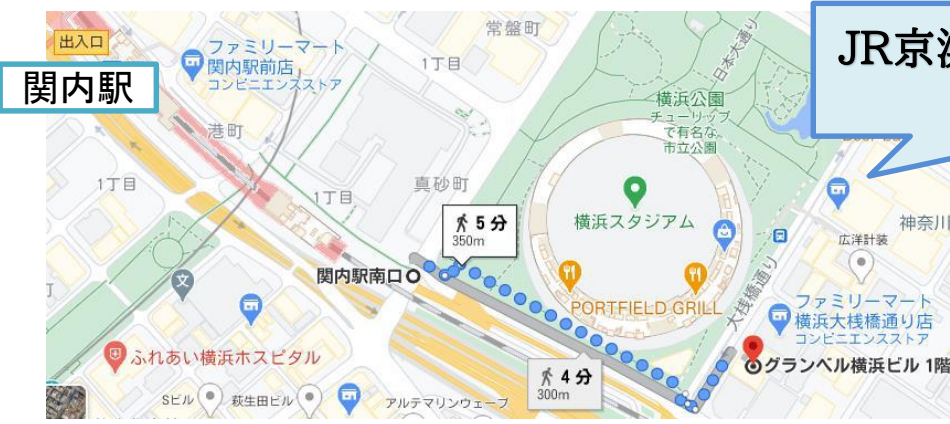 出入口
関内駅
ファミリーマート
関内駅前店
コンビニエンスストア
常盤町
1丁目
日本大通り
JR京
港町
横浜公園
チューリップ
で有名な
市立公園
1丁目
1丁目
真砂町
5 分
350m
横浜スタジアム
神奈川
広洋計装
関内駅南口
文
大桟橋通り
PORTFIELD GRILL
ファミリーマート
横浜大桟橋通り店
コンビニエンスストア
ふれあい横浜ホスピタル
4 分
300m
グランベル横浜ビル 1階
Sビル
萩生田ビル
アルテマリンウェーブ